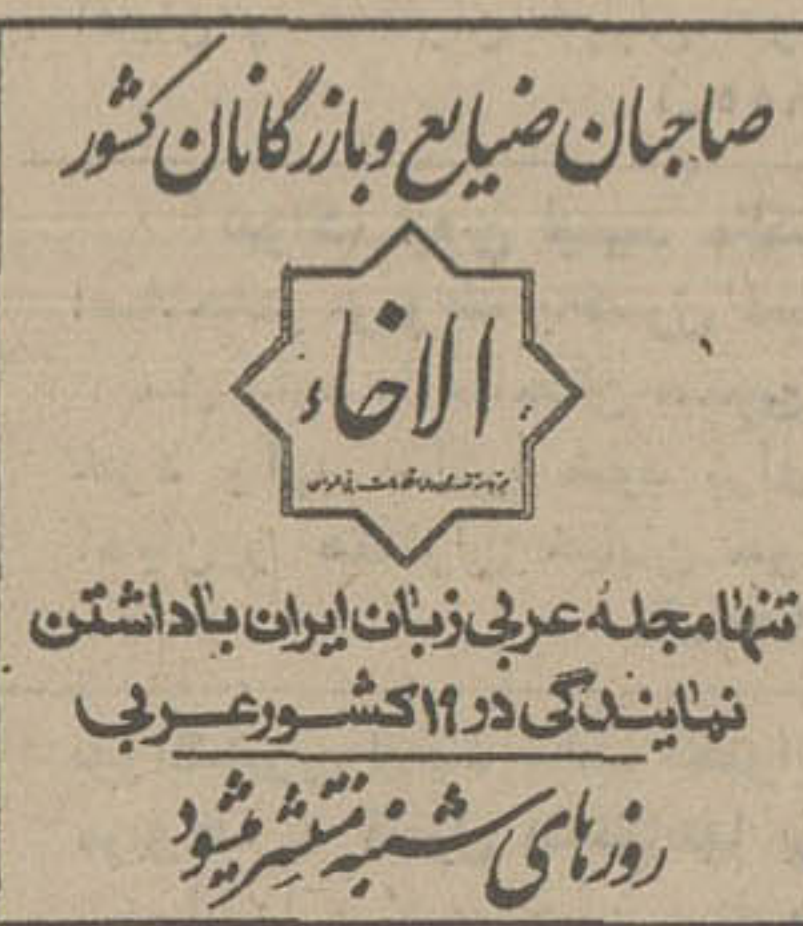 صاحبان صنایع و بازرگانان کشور
الاخاء
تنها مجله عربی زبان ایران با داشتن
نمایندگی در ۱۹ کشور عربی
روزهای شنبه منتشر میشود